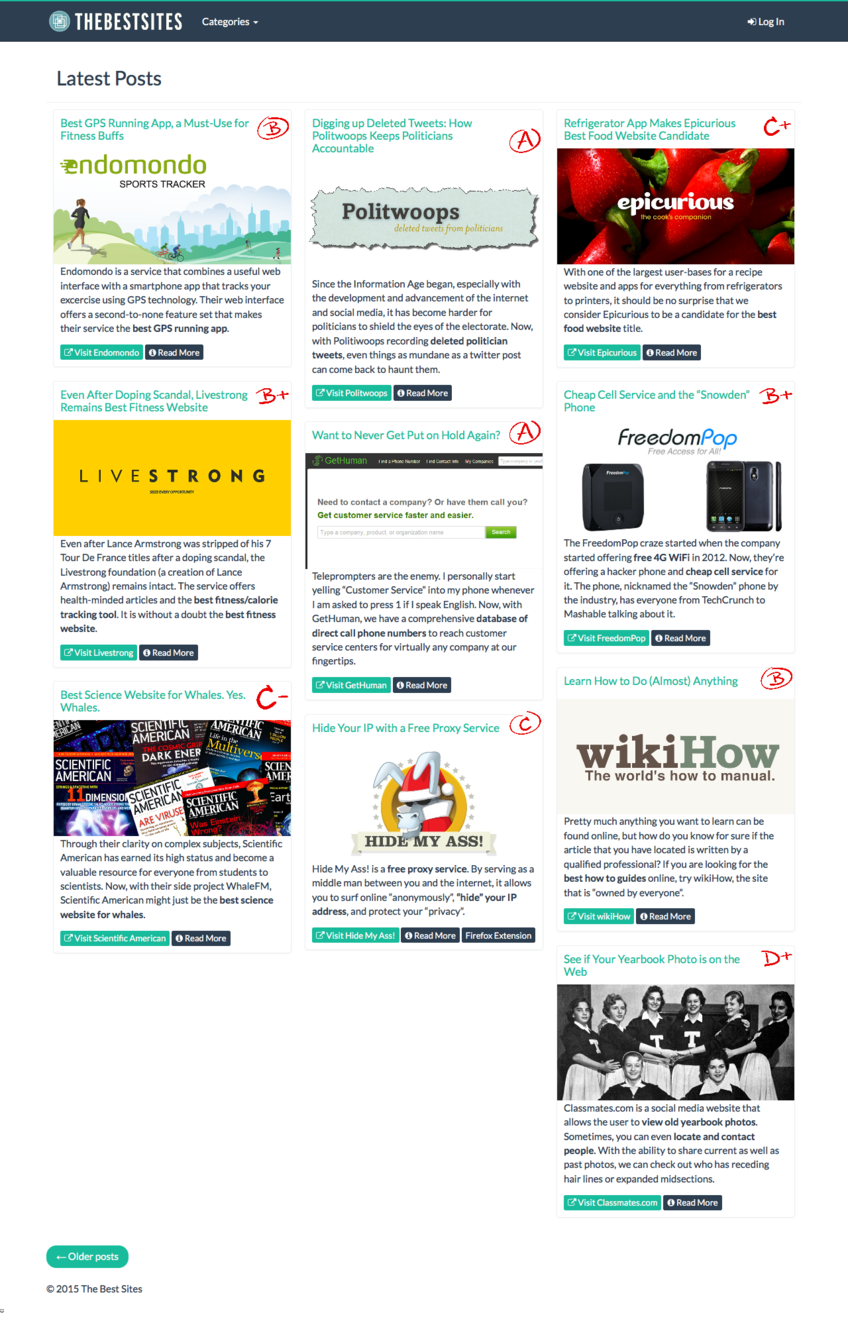 THEBESTSITES
Categories
Log In
Latest Posts
Best GPS Running App, a Must-Use for
Fitness Buffs
B
endomondo
SPORTS TRACKER
Endomondo is a service that combines a useful web
interface with a smartphone app that tracks your
excercise using GPS technology. Their web interface
offers a second-to-none feature set that makes
their service the best GPS running app.
Visit Endomondo
Read More
Even After Doping Scandal, Livestrong
Remains Best Fitness Website
B+
LIVESTRONG
Even after Lance Armstrong was stripped of his 7
Tour De France titles after a doping scandal, the
Livestrong foundation (a creation of Lance
Armstrong) remains intact. The service offers
health-minded articles and the best fitness/calorie
tracking tool. It is without a doubt the best fitness
website.
Visit Livestrong
Read More
Best Science Website for Whales. Yes.
Whales.
C-
SCIENTIFIC
AMERICAN
DARK ENER
Multivers
SCIENTIFIC
AMERICAN
11 DIMENSIO
SCIENTIFIC
AMERICAN
ARE VIRUSE
SCIENTIFIC
AMERICAN
Was Einstein
Wrong?
Through their clarity on complex subjects, Scientific
American has earned its high status and become a
valuable resource for everyone from students to
scientists. Now, with their side project WhaleFM,
Scientific American might just be the best science
website for whales.
Visit Scientific American
Read More
Digging up Deleted Tweets: How
Politwoops Keeps Politicians
Accountable
A
Politwoops
deleted tweets from politicians
Since the Information Age began, especially with
the development and advancement of the internet
and social media, it has become harder for
politicians to shield the eyes of the electorate. Now,
with Politiwoops recording deleted politician
tweets, even things as mundane as a twitter post
can come back to haunt them.
Visit Politwoops
Read More
Want to Never Get Put on Hold Again?
A
GetHuman
Find a Phone Number
Find Contact Info
My Companies
Need to contact a company? Or have them call you?
Get customer service faster and easier.
Type a company, product, or organization name
Search
Teleprompters are the enemy. I personally start
yelling “Customer Service” into my phone whenever
I am asked to press 1 if I speak English. Now, with
GetHuman, we have a comprehensive database of
direct call phone numbers to reach customer
service centers for virtually any company at our
fingertips.
Visit GetHuman
Read More
Hide Your IP with a Free Proxy Service
C
HIDE MY ASS!
Hide My Ass! is a free proxy service. By serving as a
middle man between you and the internet, it allows
you to surf online “anonymously”, “hide” your IP
address, and protect your “privacy”.
Visit Hide My Ass!
Read More
Firefox Extension
Refrigerator App Makes Epicurious
Best Food Website Candidate
C+
epicurious
the cook's companion
With one of the largest user-bases for a recipe
website and apps for everything from refrigerators
to printers, it should be no surprise that we
consider Epicurious to be a candidate for the best
food website title.
Visit Epicurious
Read More
Cheap Cell Service and the “Snowden”
Phone
B+
FreedomPop
Free Access for All!
The FreedomPop craze started when the company
started offering free 4G WiFi in 2012. Now, they’re
offering a hacker phone and cheap cell service for
it. The phone, nicknamed the “Snowden” phone by
the industry, has everyone from TechCrunch to
Mashable talking about it.
Visit FreedomPop
Read More
Learn How to Do (Almost) Anything
B
wikiHow
The world's how to manual.
Pretty much anything you want to learn can be
found online, but how do you know for sure if the
article that you have located is written by a
qualified professional? If you are looking for the
best how to guides online, try wikiHow, the site
that is “owned by everyone”.
Visit wikiHow
Read More
See if Your Yearbook Photo is on the
Web
D+
T T T
Classmates.com is a social media website that
allows the user to view old yearbook photos.
Sometimes, you can even locate and contact
people. With the ability to share current as well as
past photos, we can check out who has receding
hair lines or expanded midsections.
Visit Classmates.com
Read More
← Older posts
© 2015 The Best Sites